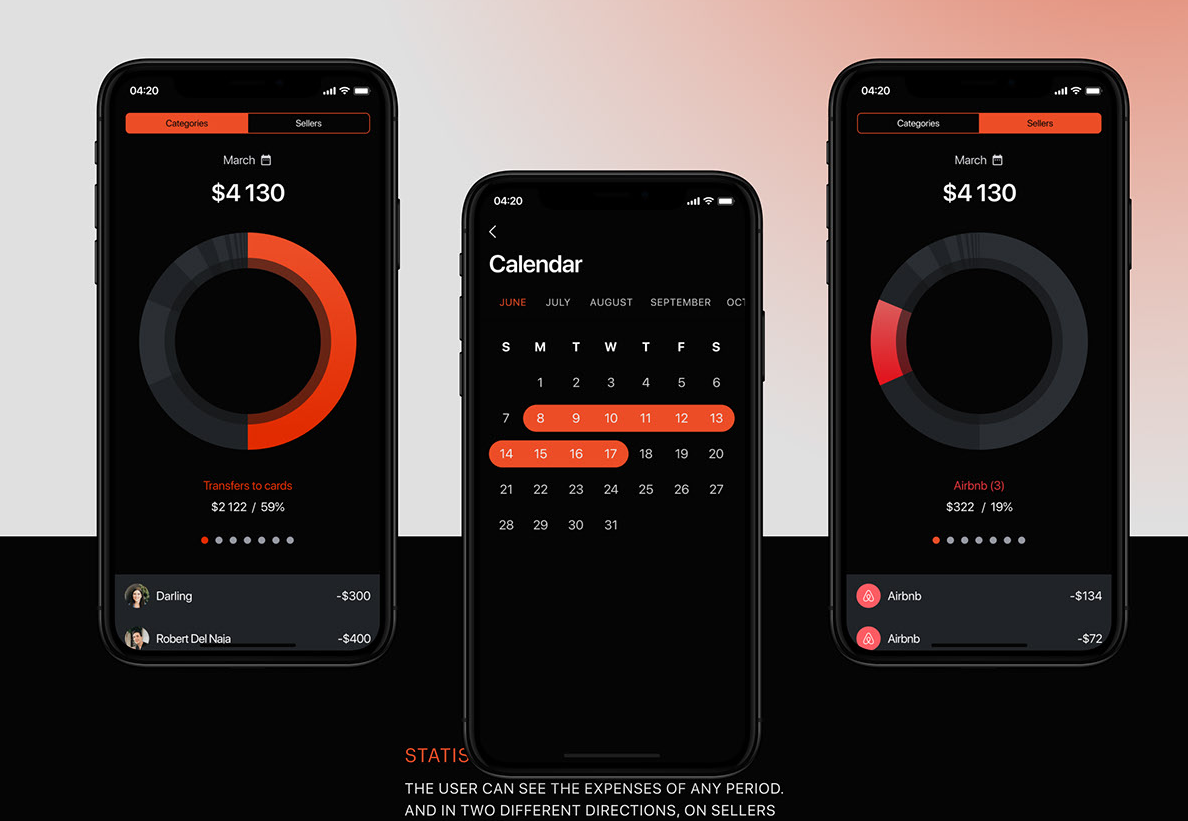 04:20
Categories Sellers
March
$4 130
Transfers to cards
$2 122 / 59%
Darling -$300
Robert Del Naia -$400
04:20
Calendar
JUNE JULY AUGUST SEPTEMBER OCT
S M T W T F S
1 2 3 4 5 6
7 8 9 10 11 12 13
14 15 16 17 18 19 20
21 22 23 24 25 26 27
28 29 30 31
04:20
Categories Sellers
March
$4 130
Airbnb (3)
$322 / 19%
Airbnb -$134
Airbnb -$72
STATIS
THE USER CAN SEE THE EXPENSES OF ANY PERIOD.
AND IN TWO DIFFERENT DIRECTIONS, ON SELLERS